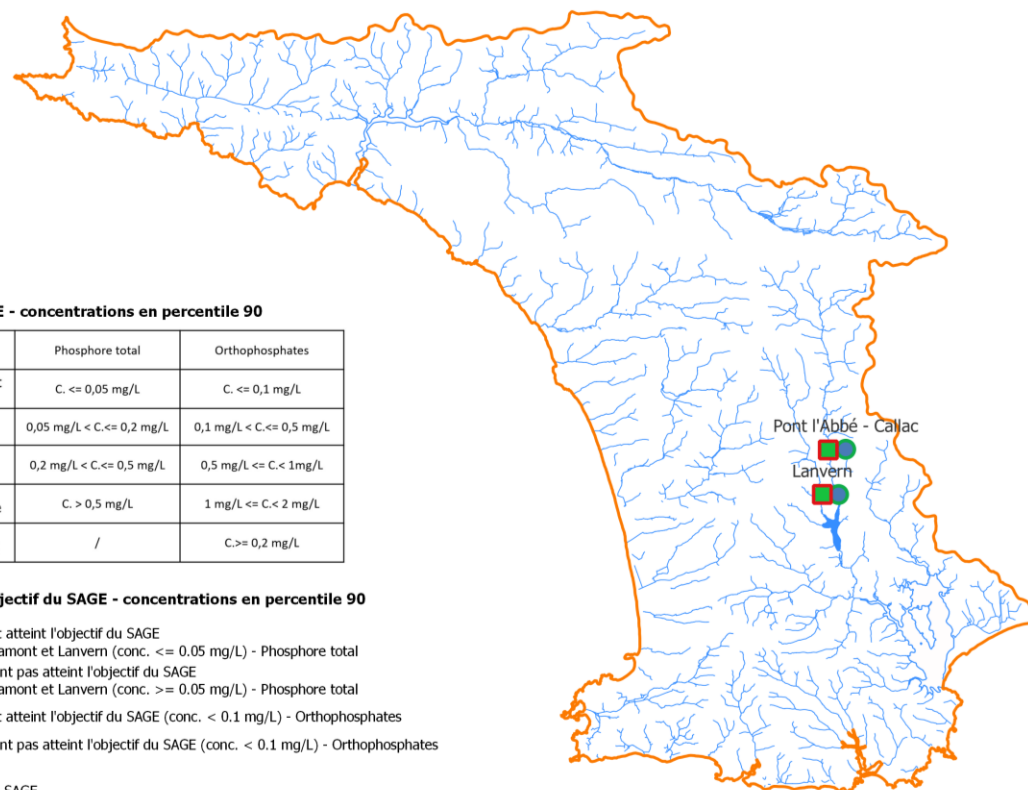 E - concentrations en percentile 90
Phosphore total Orthophosphates
C. <= 0,05 mg/L C. <= 0,1 mg/L
0,05 mg/L < C.<= 0,2 mg/L 0,1 mg/L < C.<= 0,5 mg/L
0,2 mg/L < C.<= 0,5 mg/L 0,5 mg/L <= C.< 1mg/L
C. > 0,5 mg/L 1 mg/L <= C.< 2 mg/L
/ C.>= 0,2 mg/L
Pont l'Abbé - Callac
Lanvern
jectif du SAGE - concentrations en percentile 90
t atteint l'objectif du SAGE
amont et Lanvern (conc. <= 0.05 mg/L) - Phosphore total
nt pas atteint l'objectif du SAGE
amont et Lanvern (conc. >= 0.05 mg/L) - Phosphore total
t atteint l'objectif du SAGE (conc. < 0.1 mg/L) - Orthophosphates
nt pas atteint l'objectif du SAGE (conc. < 0.1 mg/L) - Orthophosphates
SAGE